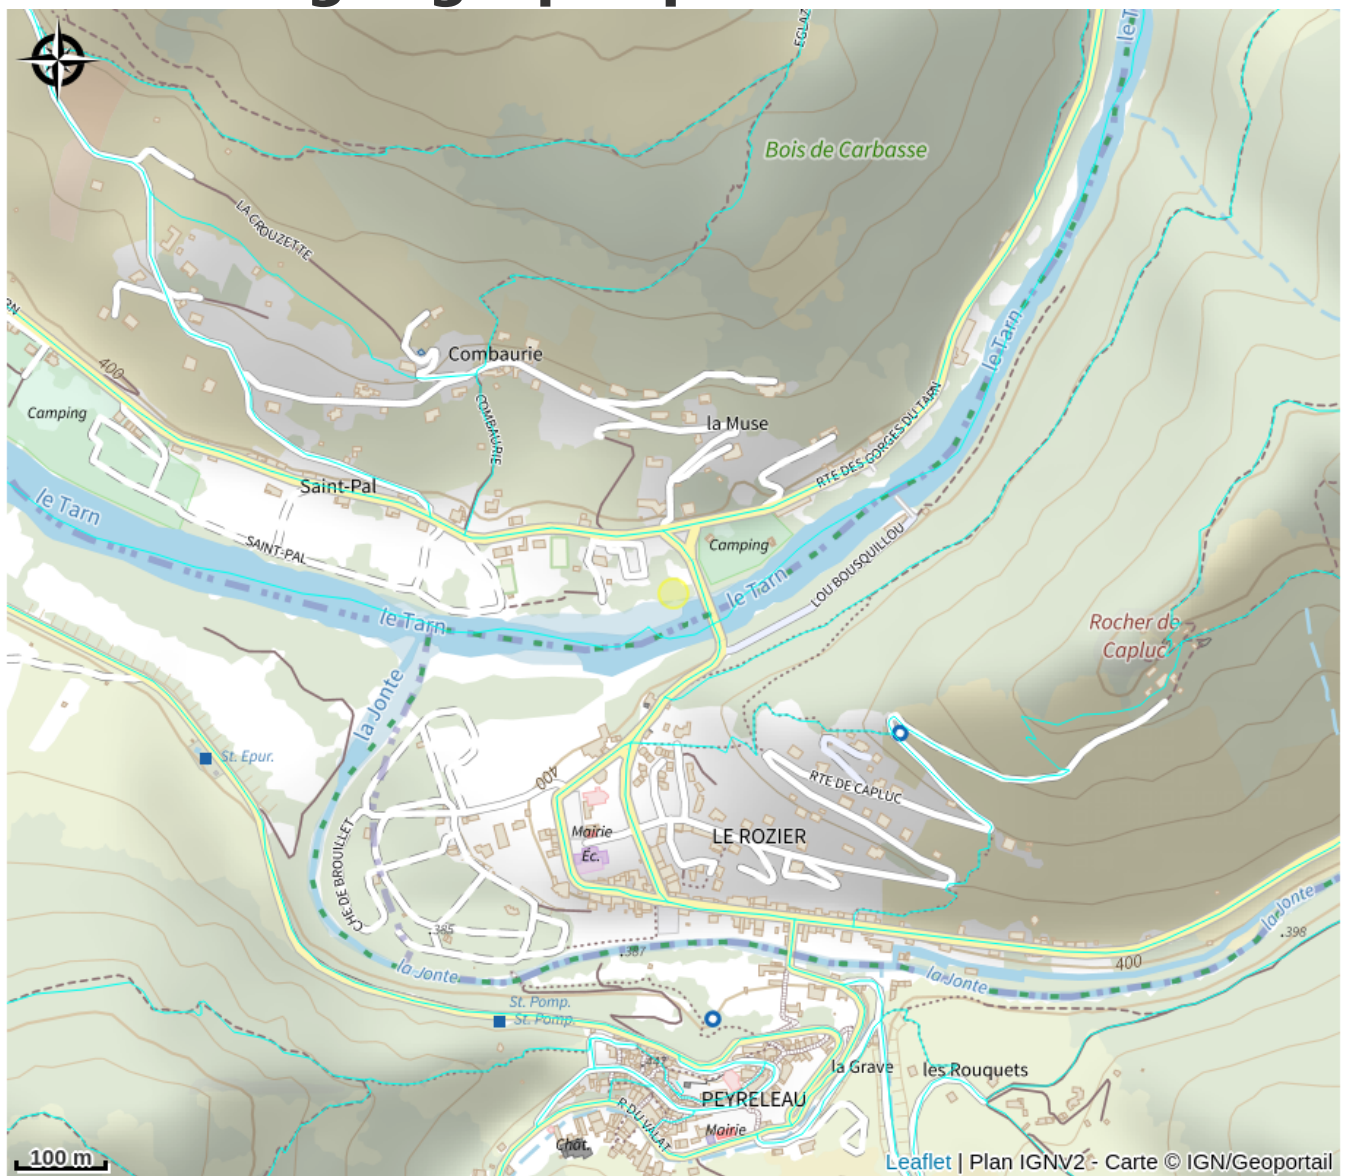 EGLAZ
le T
Bois de Carbasse
LA CROUZETTE
RN
400
Combaurie
le Tarn
Camping
COMBAURIE
la Muse
RTE DES GORGES DU TARN
Saint-Pal
le Tarn
SAINT-PAL
Camping
LOU BOUSQUILLOU
le Tarn
le Tarn
Rocher de
Capluc
la Jonte
St. Epur.
400
RTE DE CAPLUC
Mairie
LE ROZIER
Éc.
CHE DE BROUILLET
385
387
la Jonte
398
400
la Jonte
la Jonte
St. Pomp.
St. Pomp.
447
la Grave
les Rouquets
PEYRELEAU
R DU VALAT
Mairie
Chât.
100 m
Leaflet | Plan IGNV2 - Carte © IGN/Geoportail